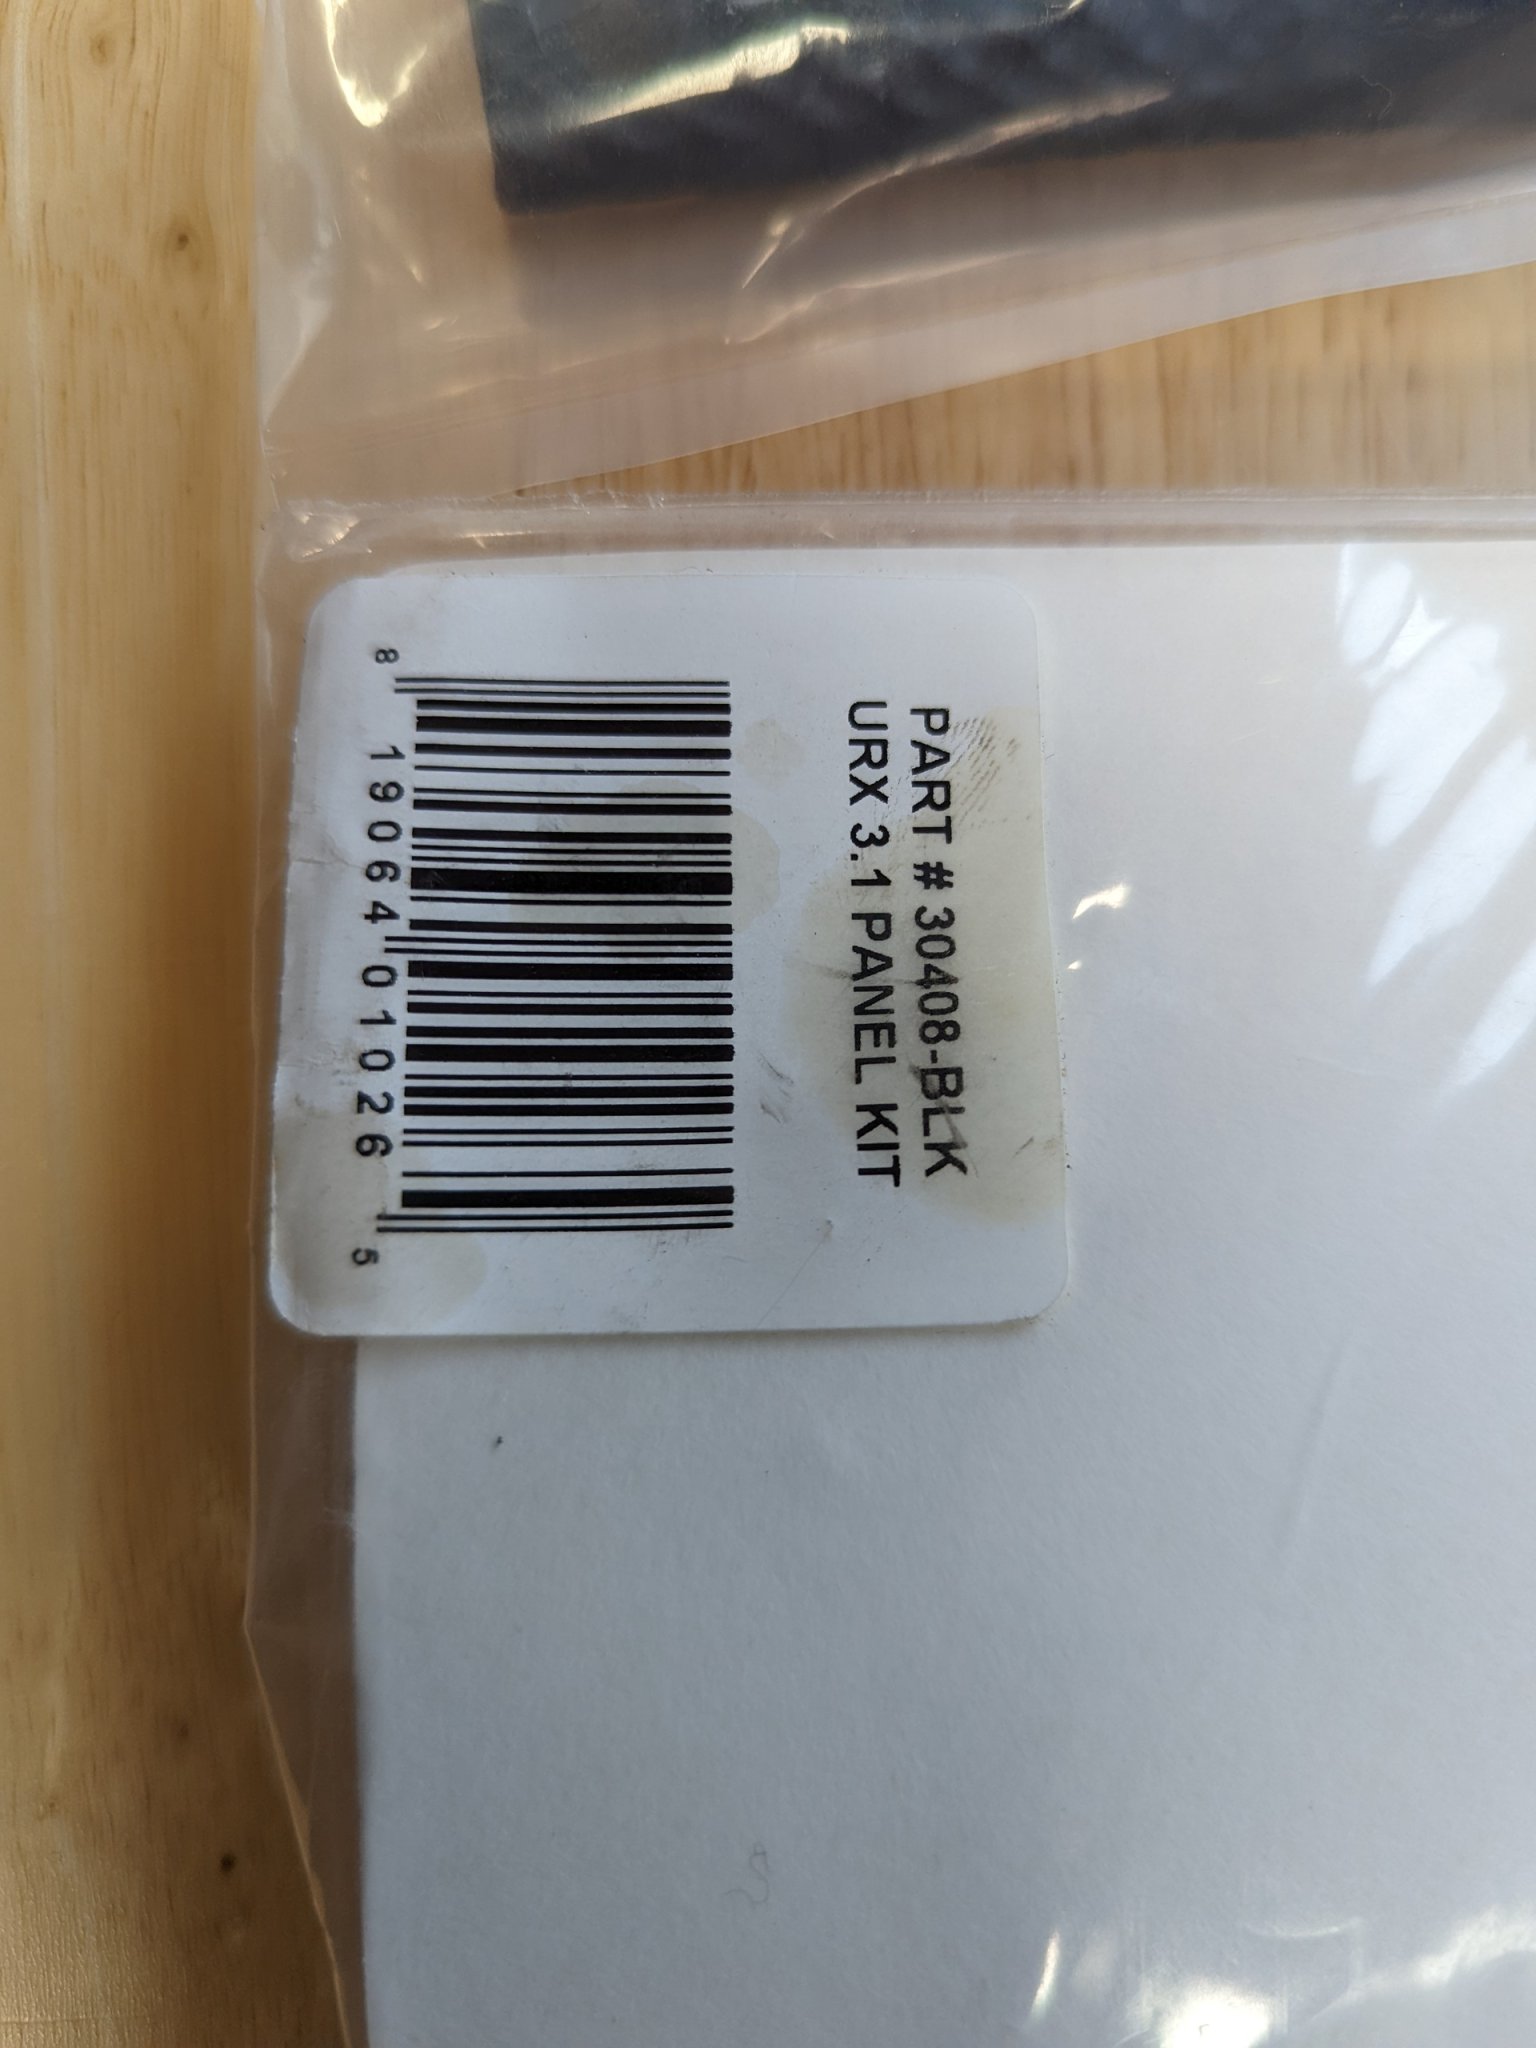 PART # 30408-BLK
URX 3.1 PANEL KIT
8 19064 01026 5